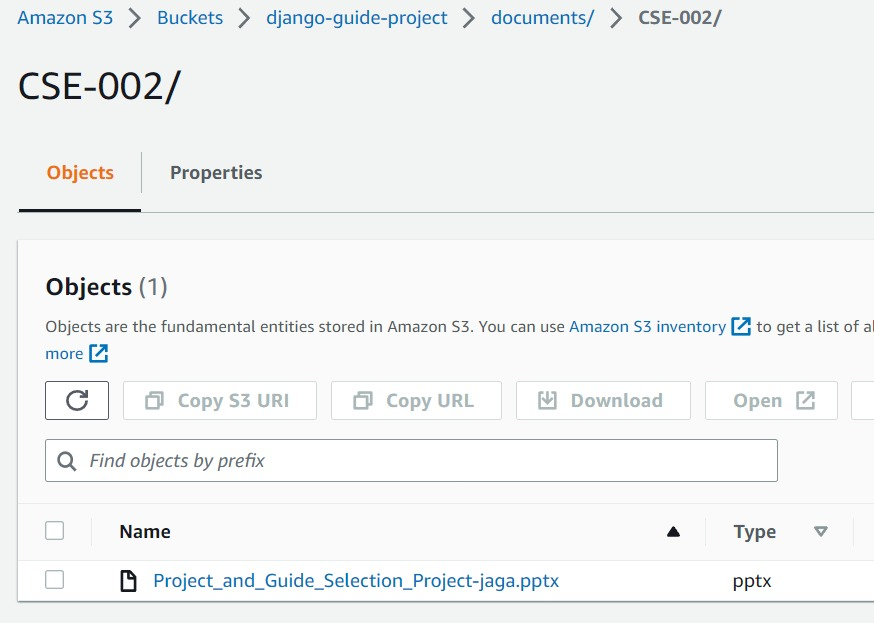 Amazon S3 > Buckets > django-guide-project > documents/ > CSE-002/
CSE-002/
Objects Properties
Objects (1)
Objects are the fundamental entities stored in Amazon S3. You can use Amazon S3 inventory to get a list of
more
Copy S3 URI Copy URL Download Open
Find objects by prefix
Name Type
Project_and_Guide_Selection_Project-jaga.pptx pptx